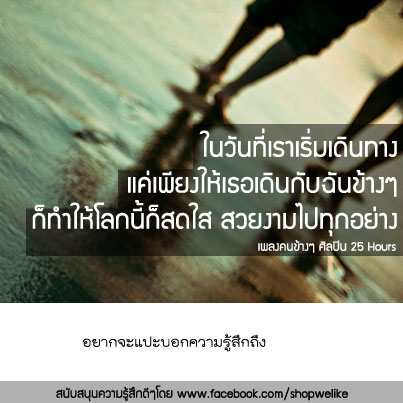 ในวันที่เราเริ่มเดินทาง
แค่เพียงให้เธอเดินกับฉันข้างๆ
ก็ทำให้โลกนี้ก็สดใส สวยงามไปทุกอย่าง
เพลงคนข้างๆ ศิลปิน 25 Hours
อยากจะแปะบอกความรู้สึกถึง
สนับสนุนความรู้สึกดีๆโดย www.facebook.com/shopwelike